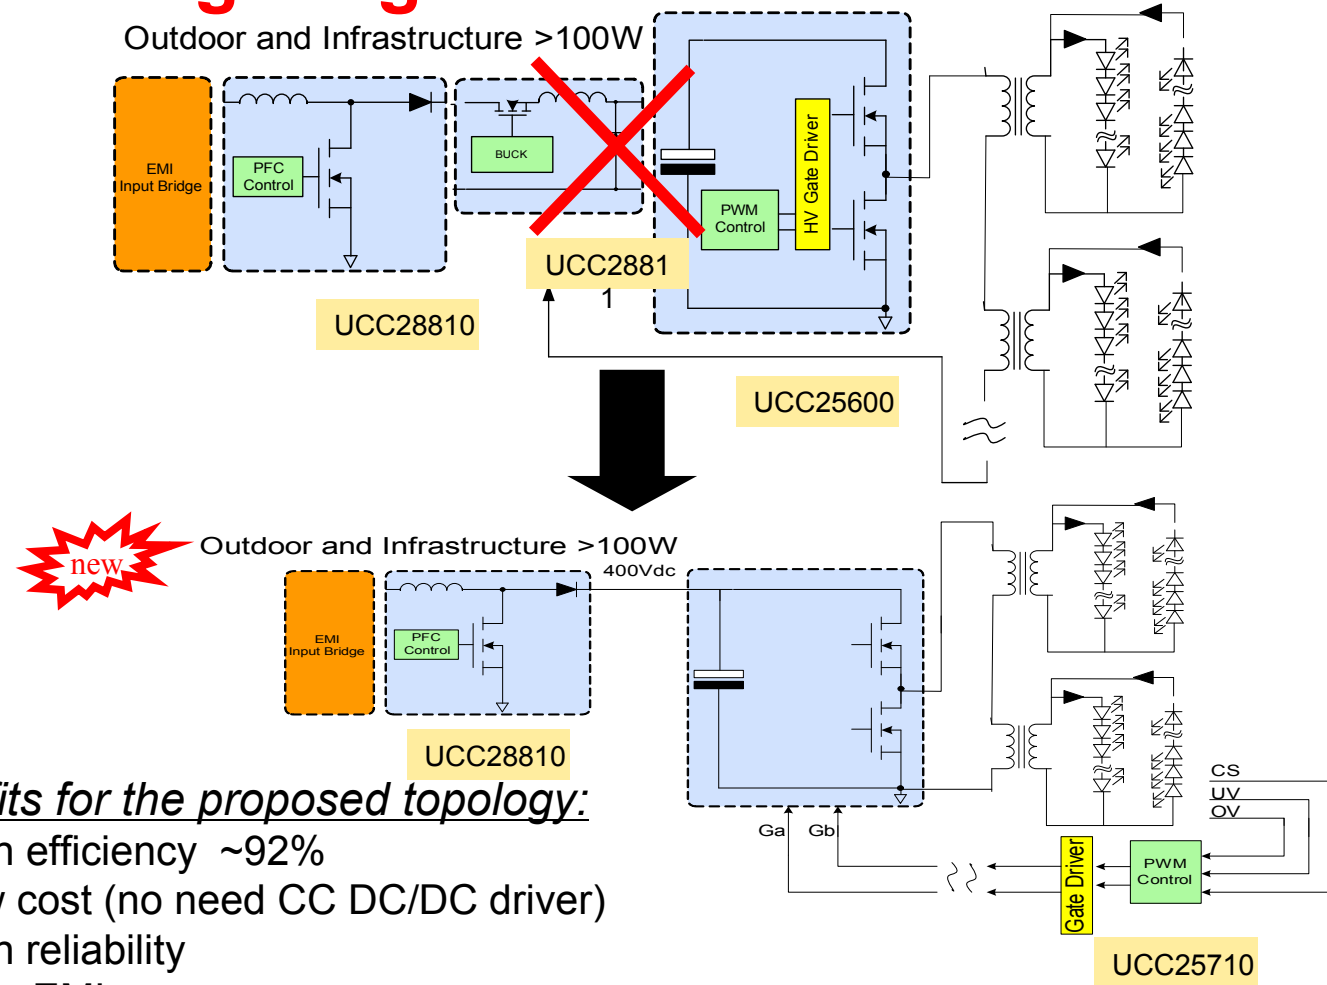 Outdoor and Infrastructure >100W
EMI
Input Bridge
PFC
Control
BUCK
PWM
Control
HV Gate Driver
UCC2881
1
UCC28810
UCC25600
new
Outdoor and Infrastructure >100W
400Vdc
EMI
Input Bridge
PFC
Control
UCC28810
its for the proposed topology:
n efficiency ~92%
cost (no need CC DC/DC driver)
n reliability
CS
UV
OV
Ga
Gb
Gate Driver
PWM
Control
UCC25710